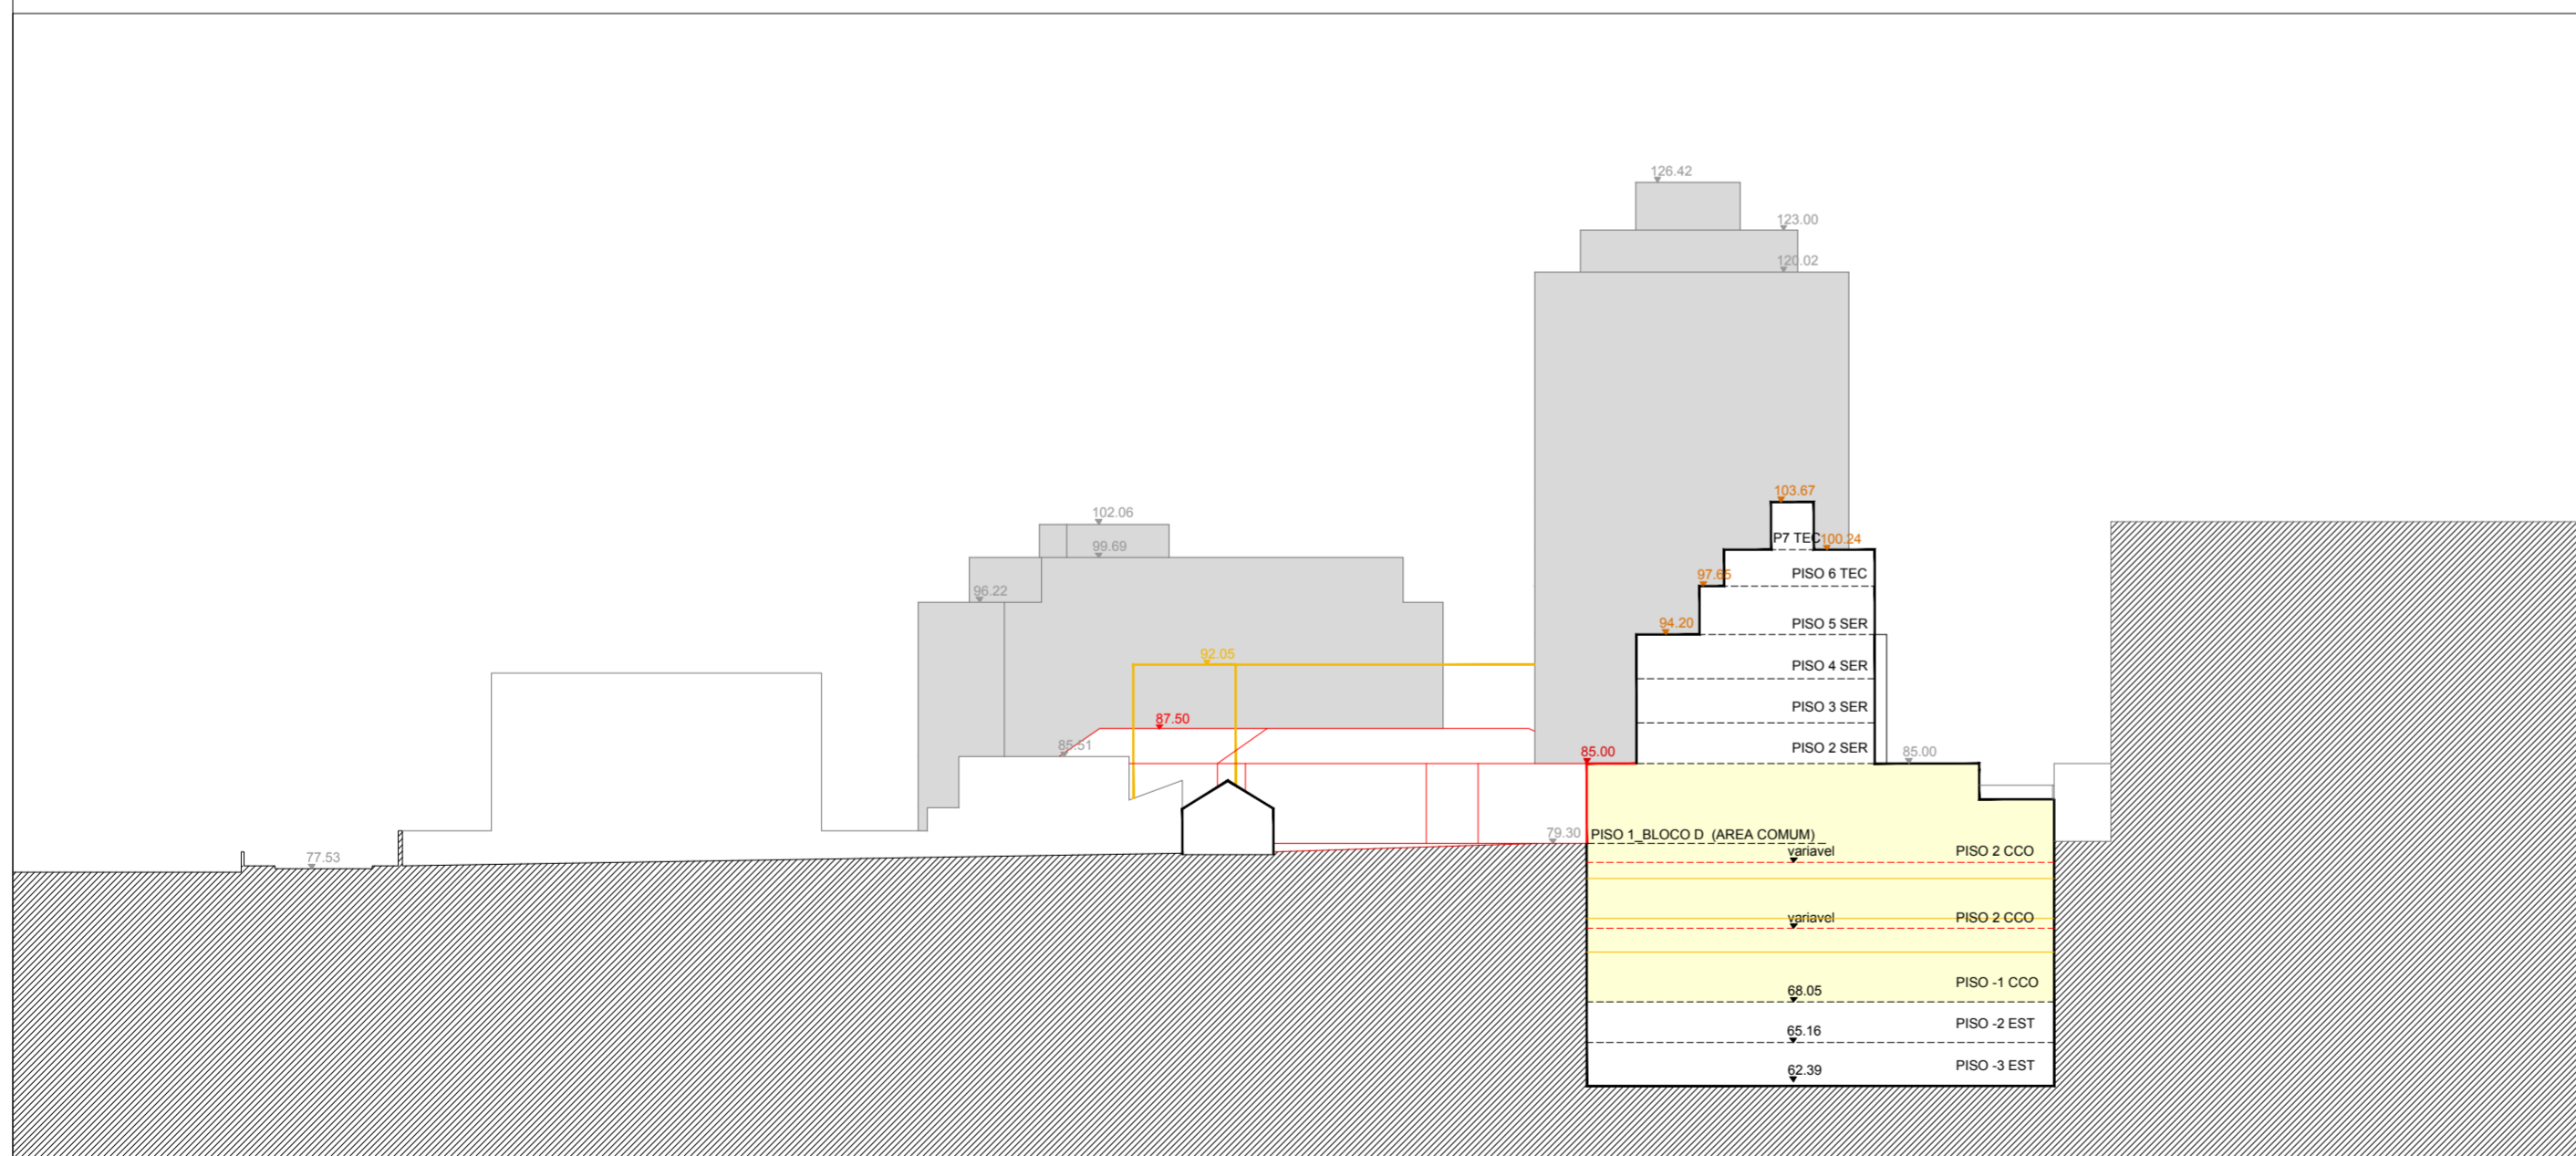 126.42
123.00
120.02
103.67
102.06
P7 TEC
100.24
99.69
PISO 6 TEC
97.65
96.22
94.20
PISO 5 SER
92.05
PISO 4 SER
87.50
PISO 3 SER
85.51
85.00
PISO 2 SER
85.00
79.30
PISO 1_BLOCO D (AREA COMUM)
77.53
variavel
PISO 2 CCO
variavel
PISO 2 CCO
68.05
PISO -1 CCO
65.16
PISO -2 EST
62.39
PISO -3 EST